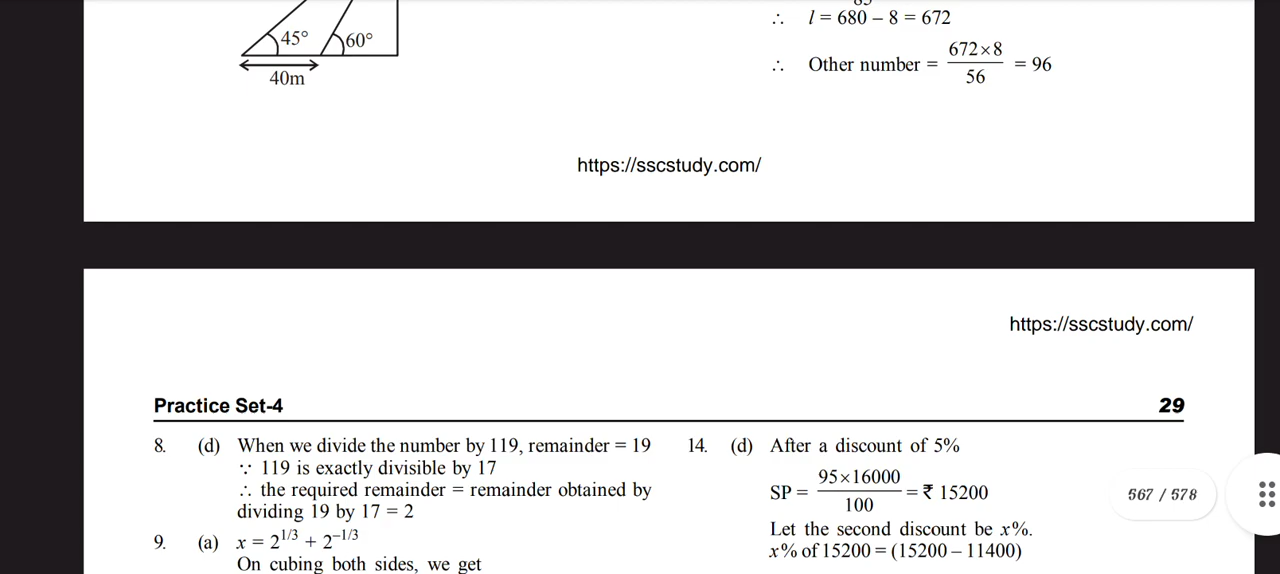 45°
60°
40m
∴ l = 680 – 8 = 672
∴ Other number = 672×8 / 56 = 96
https://sscstudy.com/
https://sscstudy.com/
Practice Set-4
29
8. (d) When we divide the number by 119, remainder = 19
∵ 119 is exactly divisible by 17
∴ the required remainder = remainder obtained by
dividing 19 by 17 = 2
9. (a) x = 2^1/3 + 2^–1/3
On cubing both sides, we get
14. (d) After a discount of 5%
SP = 95×16000 / 100 = ₹ 15200
Let the second discount be x%.
x% of 15200 = (15200 – 11400)
567 / 578